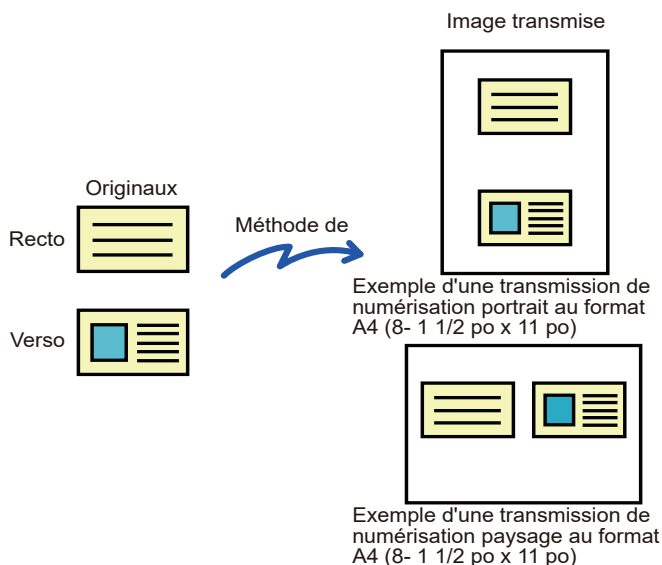 Image transmise
Originaux
Recto
Méthode de
Verso
Exemple d'une transmission de
numérisation portrait au format
A4 (8- 1 1/2 po x 11 po)
Exemple d'une transmission de
numérisation paysage au format
A4 (8- 1 1/2 po x 11 po)